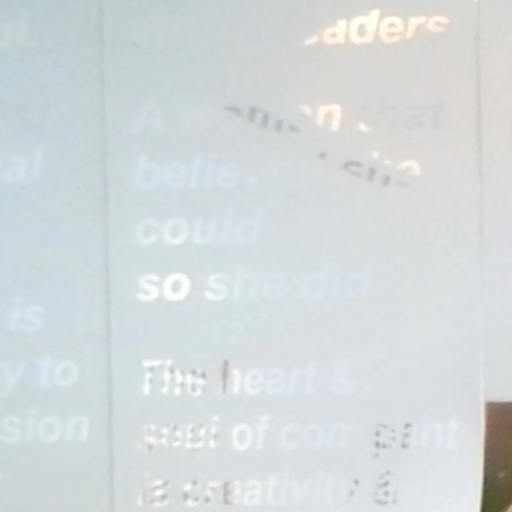 al
is
y to
sion
aders
A woman that
believed she
could
so she did
The heart &
soul of company
is creativity &